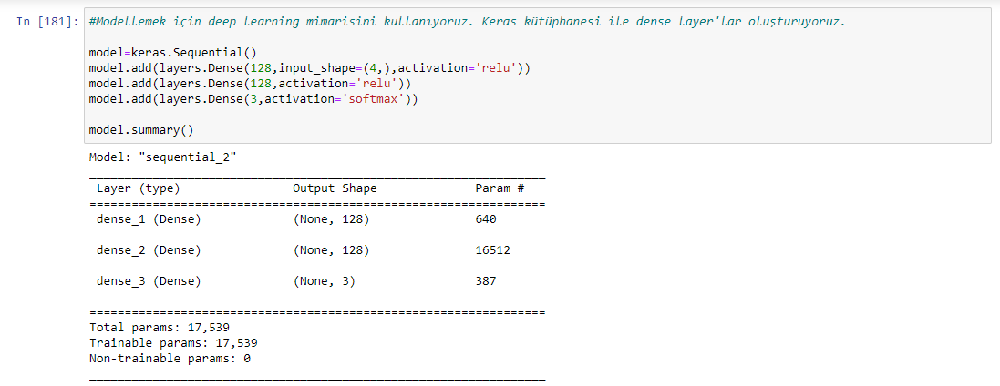 In [181]: #Modellemek için deep learning mimarisini kullanıyoruz. Keras kütüphanesi ile dense layer'lar oluşturuyoruz.
model=keras.Sequential()
model.add(layers.Dense(128,input_shape=(4,),activation='relu'))
model.add(layers.Dense(128,activation='relu'))
model.add(layers.Dense(3,activation='softmax'))
model.summary()
Model: "sequential_2"
Layer (type) Output Shape Param #
dense_1 (Dense) (None, 128) 640
dense_2 (Dense) (None, 128) 16512
dense_3 (Dense) (None, 3) 387
Total params: 17,539
Trainable params: 17,539
Non-trainable params: 0